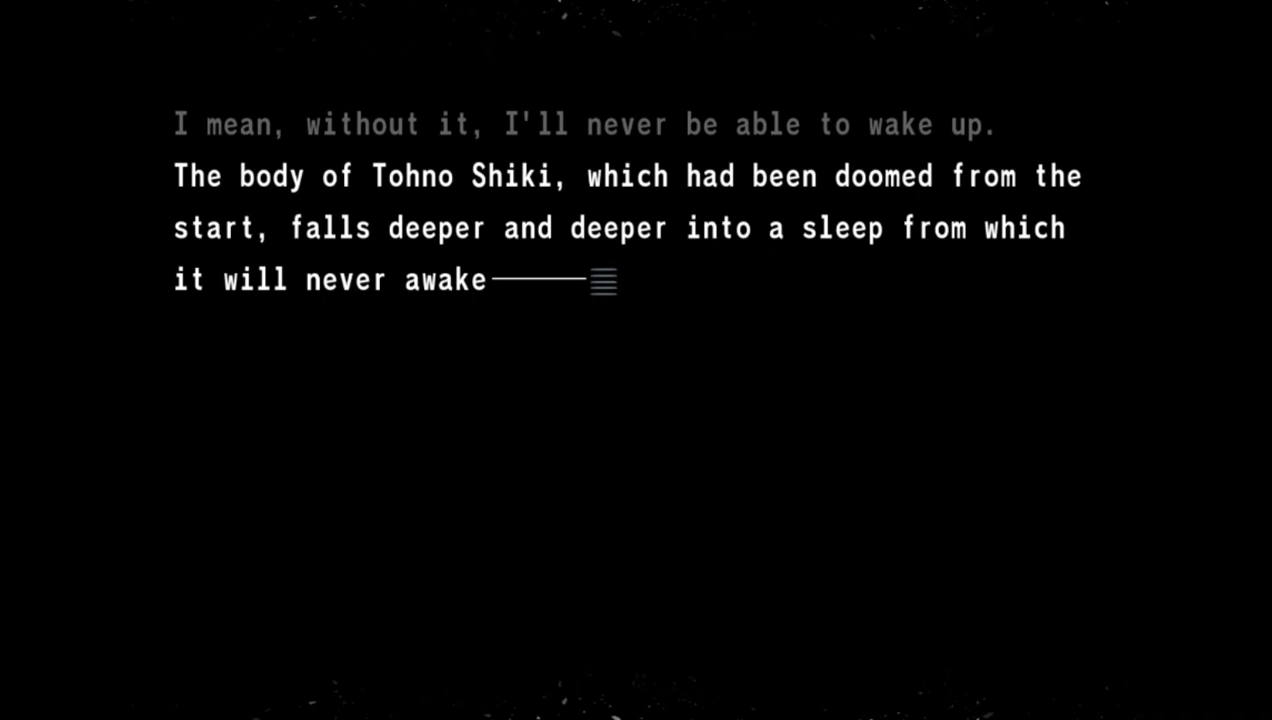 I mean, without it, I'll never be able to wake up.
The body of Tohno Shiki, which had been doomed from the
start, falls deeper and deeper into a sleep from which
it will never awake———